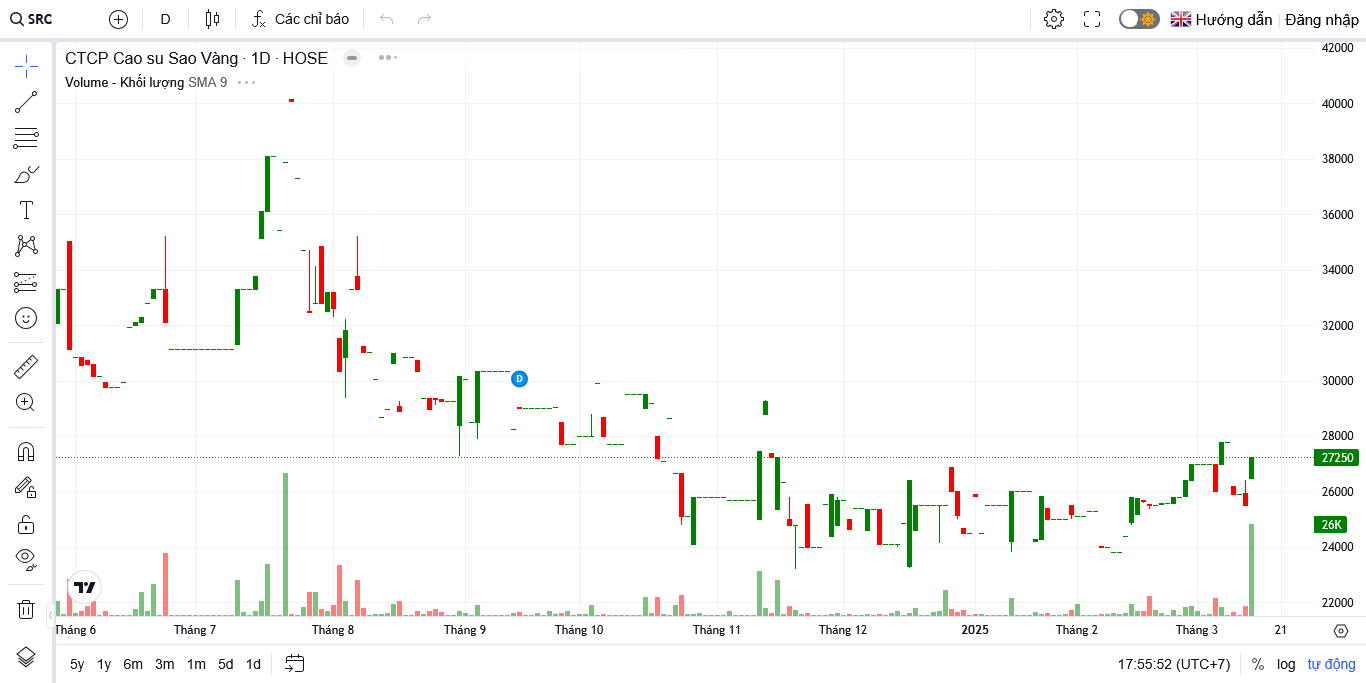 SRC D Các chỉ báo Hướng dẫn Đăng nhập
CTCP Cao su Sao Vàng · 1D · HOSE
Volume - Khối lượng SMA 9
42000
40000
38000
36000
34000
32000
30000
28000
27250
26000
26K
24000
22000
D
Tháng 6 Tháng 7 Tháng 8 Tháng 9 Tháng 10 Tháng 11 Tháng 12 2025 Tháng 2 Tháng 3 21
5y 1y 6m 3m 1m 5d 1d 17:55:52 (UTC+7) % log tự động